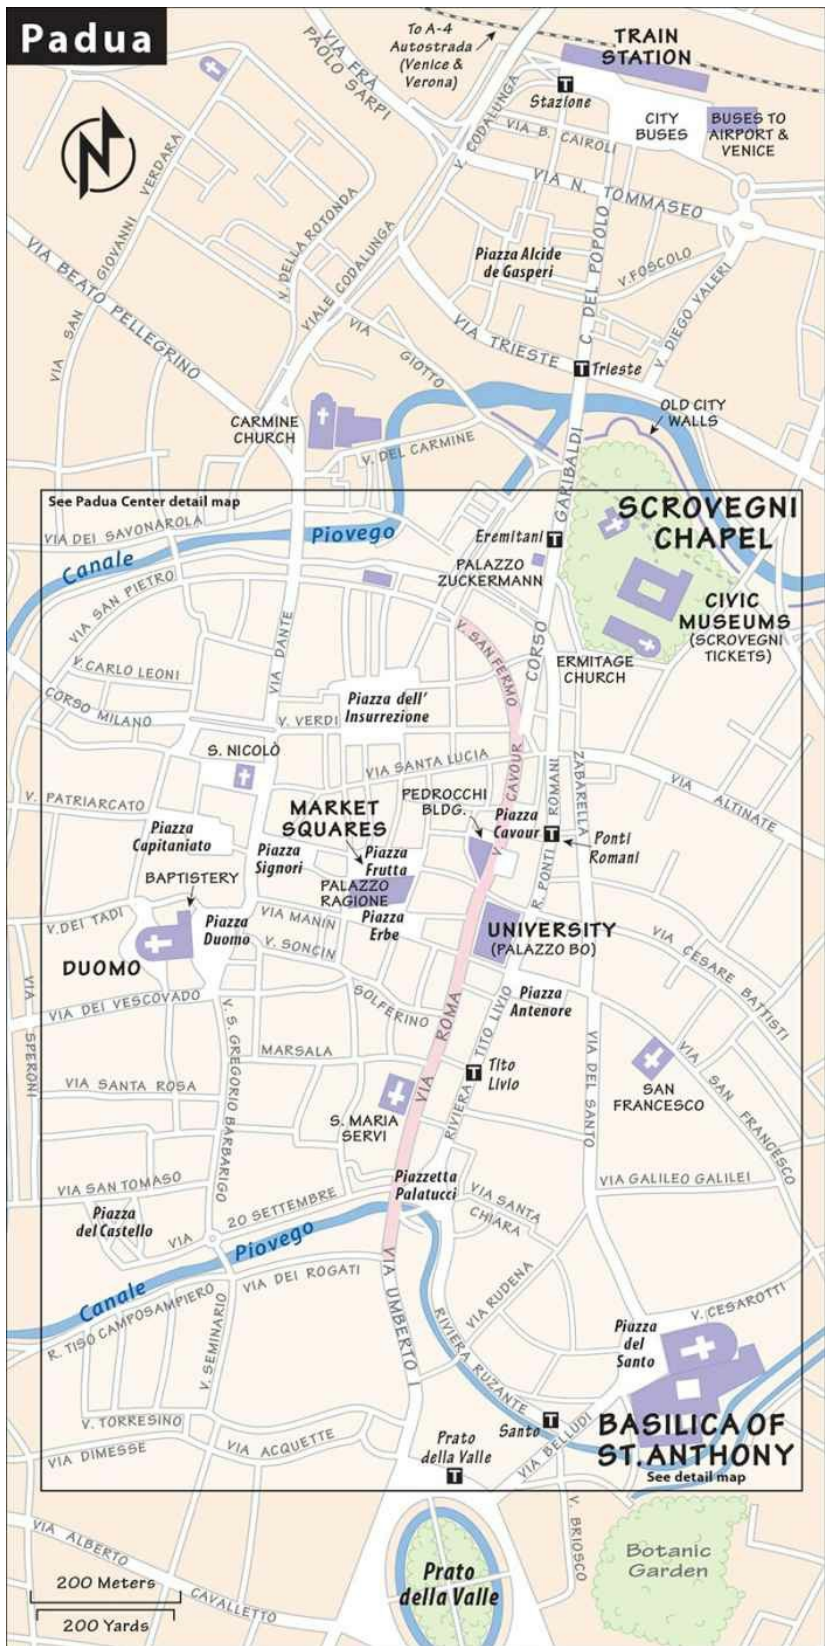 Padua
To A-4
Autostrada
(Venice &
Verona)
TRAIN
STATION
VIA FRA
PAOLO SARPI
T
Stazione
CITY
BUSES
BUSES TO
AIRPORT &
VENICE
V. CODALUNGA
VIA B. CAIROLI
N
VIA N. TOMMASEO
VIA SAN GIOVANNI VERDARA
V. DELLA ROTONDA
VIALE CODALUNGA
VIA BEATO PELLEGRINO
Piazza Alcide
de Gasperi
C. DEL POPOLO
V. FOSCOLO
V. DIEGO VALERI
VIA TRIESTE
VIA GIOTTO
T Trieste
CARMINE
CHURCH
V. DEL CARMINE
OLD CITY
WALLS
See Padua Center detail map
SCROVEGNI
CHAPEL
VIA DEI SAVONAROLA
Canale Piovego
Eremitani T
CORSO GARIBALDI
PALAZZO
ZUCKERMANN
CIVIC
MUSEUMS
(SCROVEGNI
TICKETS)
VIA SAN PIETRO
V. SAN FERMO
ERMITAGE
CHURCH
V. CARLO LEONI
VIA DANTE
CORSO MILANO
Piazza dell'
Insurrezione
V. VERDI
S. NICOLÒ
VIA SANTA LUCIA
V. CAVOUR
ROMANI
ZABARELLA
VIA ALTINATE
V. PATRIARCATO
PEDROCCHI
BLDG.
MARKET
SQUARES
Piazza
Cavour
T
Ponti
Romani
Piazza
Capitaniato
Piazza
Signori
Piazza
Frutta
R. PONTI
BAPTISTERY
PALAZZO
RAGIONE
V. DEI TADI
Piazza
Duomo
VIA MANIN
Piazza
Erbe
UNIVERSITY
(PALAZZO BO)
VIA CESARE BATTISTI
V. SONCIN
DUOMO
SOLFERINO
VIA DEI VESCOVADO
Piazza
Antenore
VIA SPERONI
VIA ROMA
RIVIERA TITO LIVIO
MARSALA
VIA SANTA ROSA
V. S. GREGORIO BARBARIGO
T Tito
Livio
VIA DEL SANTO
SAN
FRANCESCO
VIA SAN FRANCESCO
S. MARIA
SERVI
VIA SAN TOMASO
Piazzetta
Palatucci
VIA GALILEO GALILEI
Piazza
del Castello
VIA 20 SETTEMBRE
VIA SANTA
CHIARA
Canale Piovego
VIA DEI ROGATI
VIA UMBERTO I
VIA RUDENA
R. TISO CAMPOSAMPIERO
V. SEMINARIO
RIVIERA RUZANTE
V. CESAROTTI
Piazza
del
Santo
V. TORRESINO
VIA ACQUETTE
VIA DIMESSE
Santo T
Prato
della Valle
T
VIA BELLUDI
BASILICA OF
ST. ANTHONY
See detail map
V. BRIOSCO
VIA ALBERTO CAVALLETTO
Botanic
Garden
Prato
della Valle
200 Meters
200 Yards